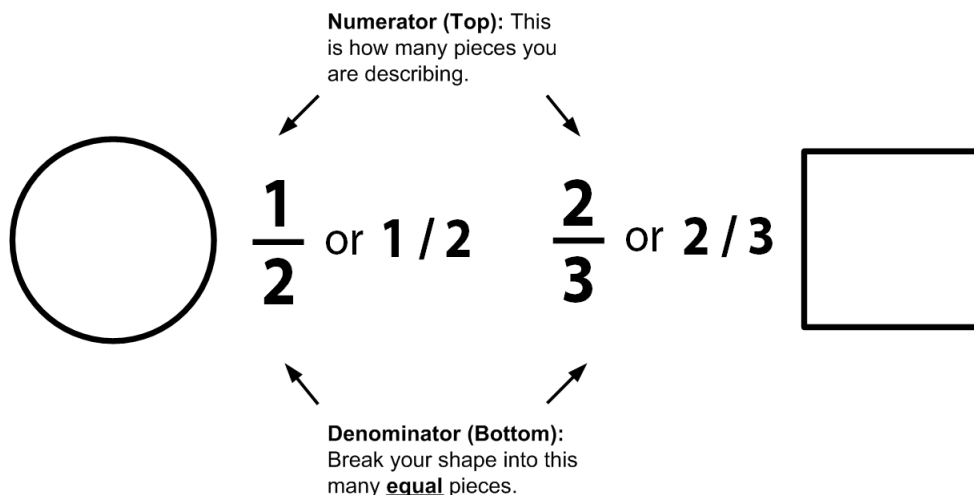 Numerator (Top): This
is how many pieces you
are describing.
1
2
or 1 / 2
2
3
or 2 / 3
Denominator (Bottom):
Break your shape into this
many equal pieces.